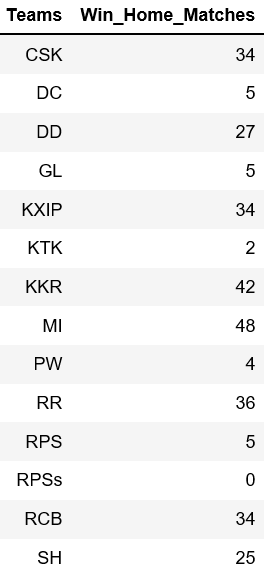 Teams Win_Home_Matches
CSK 34
DC 5
DD 27
GL 5
KXIP 34
KTK 2
KKR 42
MI 48
PW 4
RR 36
RPS 5
RPSs 0
RCB 34
SH 25